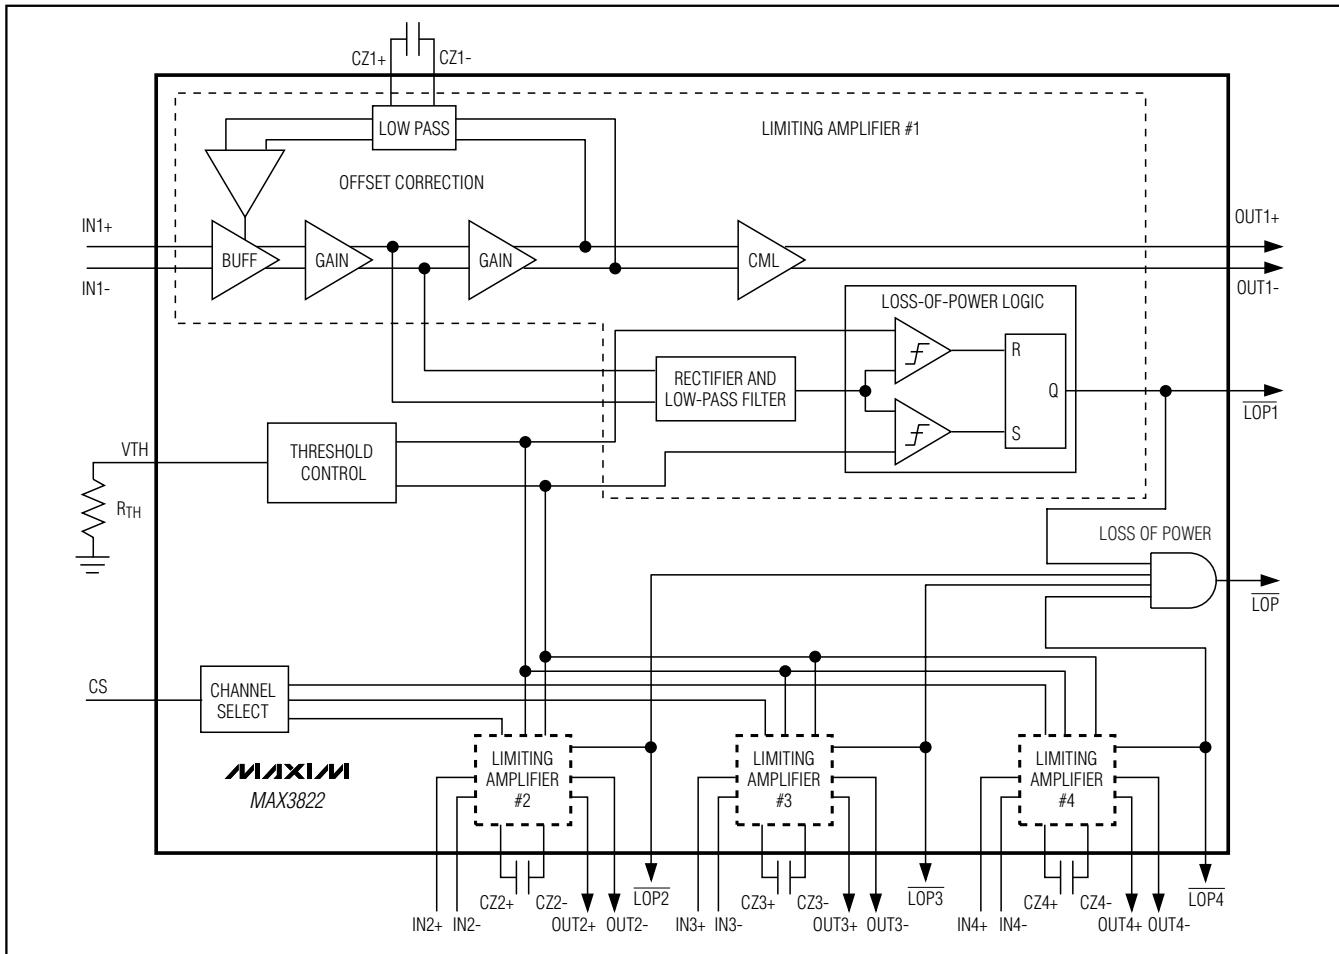 CZ1+ CZ1-
LOW PASS
LIMITING AMPLIFIER #1
OFFSET CORRECTION
IN1+
IN1-
BUFF
GAIN
GAIN
CML
OUT1+
OUT1-
LOSS-OF-POWER LOGIC
R
Q
S
RECTIFIER AND
LOW-PASS FILTER
LOP1
VTH
THRESHOLD
CONTROL
RTH
LOSS OF POWER
LOP
CS
CHANNEL
SELECT
MAXIM
MAX3822
LIMITING
AMPLIFIER
#2
LIMITING
AMPLIFIER
#3
LIMITING
AMPLIFIER
#4
IN2+ IN2- CZ2+ CZ2- OUT2+ OUT2- LOP2
IN3+ IN3- CZ3+ CZ3- OUT3+ OUT3- LOP3
IN4+ IN4- CZ4+ CZ4- OUT4+ OUT4- LOP4